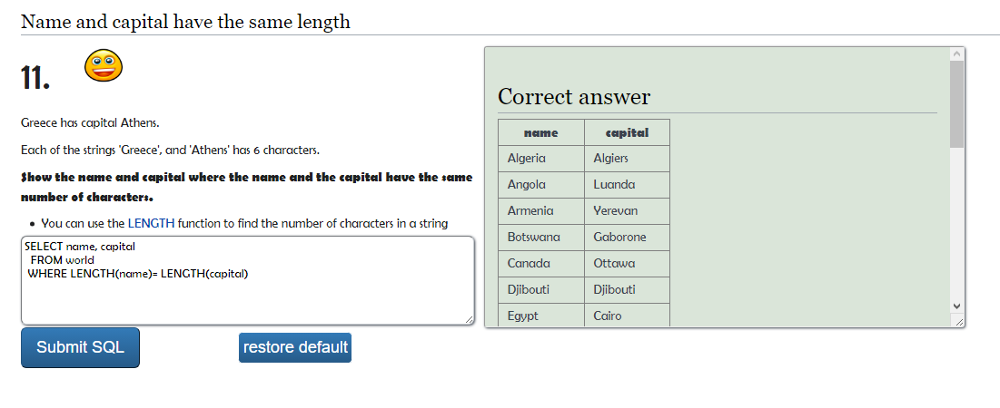 Name and capital have the same length
11.
Greece has capital Athens.
Each of the strings 'Greece', and 'Athens' has 6 characters.
Show the name and capital where the name and the capital have the same
number of characters.
• You can use the LENGTH function to find the number of characters in a string
SELECT name, capital
FROM world
WHERE LENGTH(name)= LENGTH(capital)
Submit SQL restore default
Correct answer
name capital
Algeria Algiers
Angola Luanda
Armenia Yerevan
Botswana Gaborone
Canada Ottawa
Djibouti Djibouti
Egypt Cairo